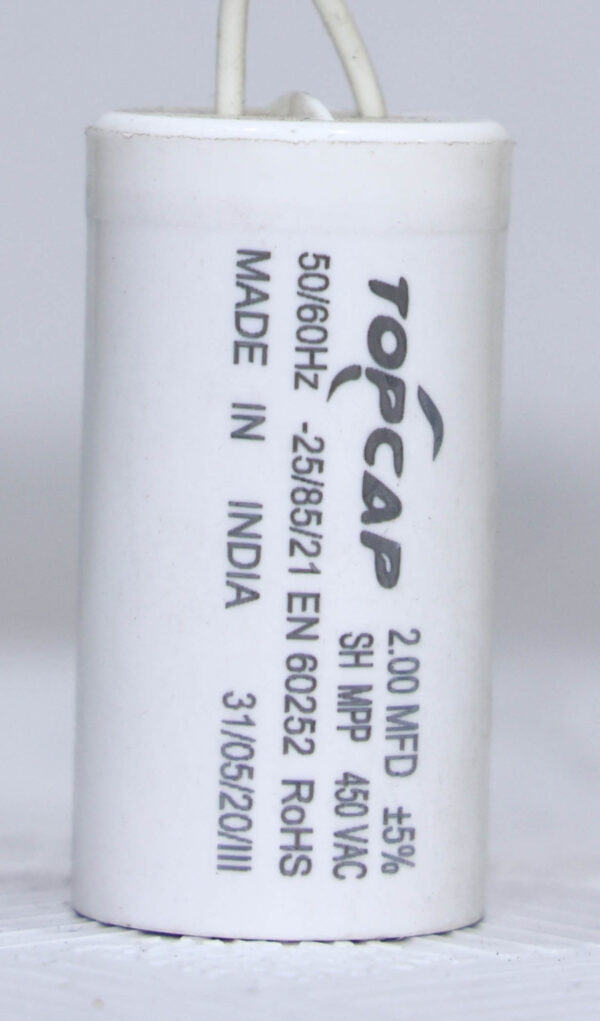 TOPCAP
2.00 MFD ±5%
SH MPP 450 VAC
50/60Hz -25/85/21 EN 60252 RoHS
MADE IN INDIA 31/05/20/III